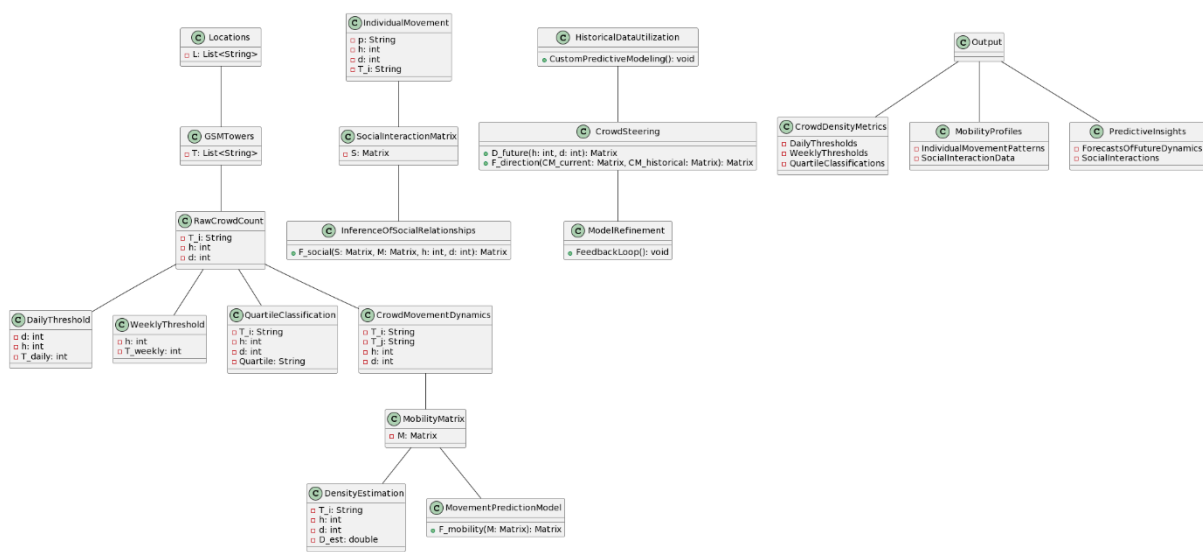 C Locations
L: List<String>
C GSMTowers
T: List<String>
C RawCrowdCount
T_i: String
h: int
d: int
C DailyThreshold
d: int
h: int
T_daily: int
C WeeklyThreshold
h: int
T_weekly: int
C QuartileClassification
T_i: String
h: int
d: int
Quartile: String
C CrowdMovementDynamics
T_i: String
T_j: String
h: int
d: int
C MobilityMatrix
M: Matrix
C DensityEstimation
T_i: String
h: int
d: int
D_est: double
C MovementPredictionModel
F_mobility(M: Matrix): Matrix
C IndividualMovement
p: String
h: int
d: int
T_i: String
C SocialInteractionMatrix
S: Matrix
C InferenceOfSocialRelationships
F_social(S: Matrix, M: Matrix, h: int, d: int): Matrix
C HistoricalDataUtilization
CustomPredictiveModeling(): void
C CrowdSteering
D_future(h: int, d: int): Matrix
F_direction(CM_current: Matrix, CM_historical: Matrix): Matrix
C ModelRefinement
FeedbackLoop(): void
C Output
C CrowdDensityMetrics
DailyThresholds
WeeklyThresholds
QuartileClassifications
C MobilityProfiles
IndividualMovementPatterns
SocialInteractionData
C PredictiveInsights
ForecastsOfFutureDynamics
SocialInteractions